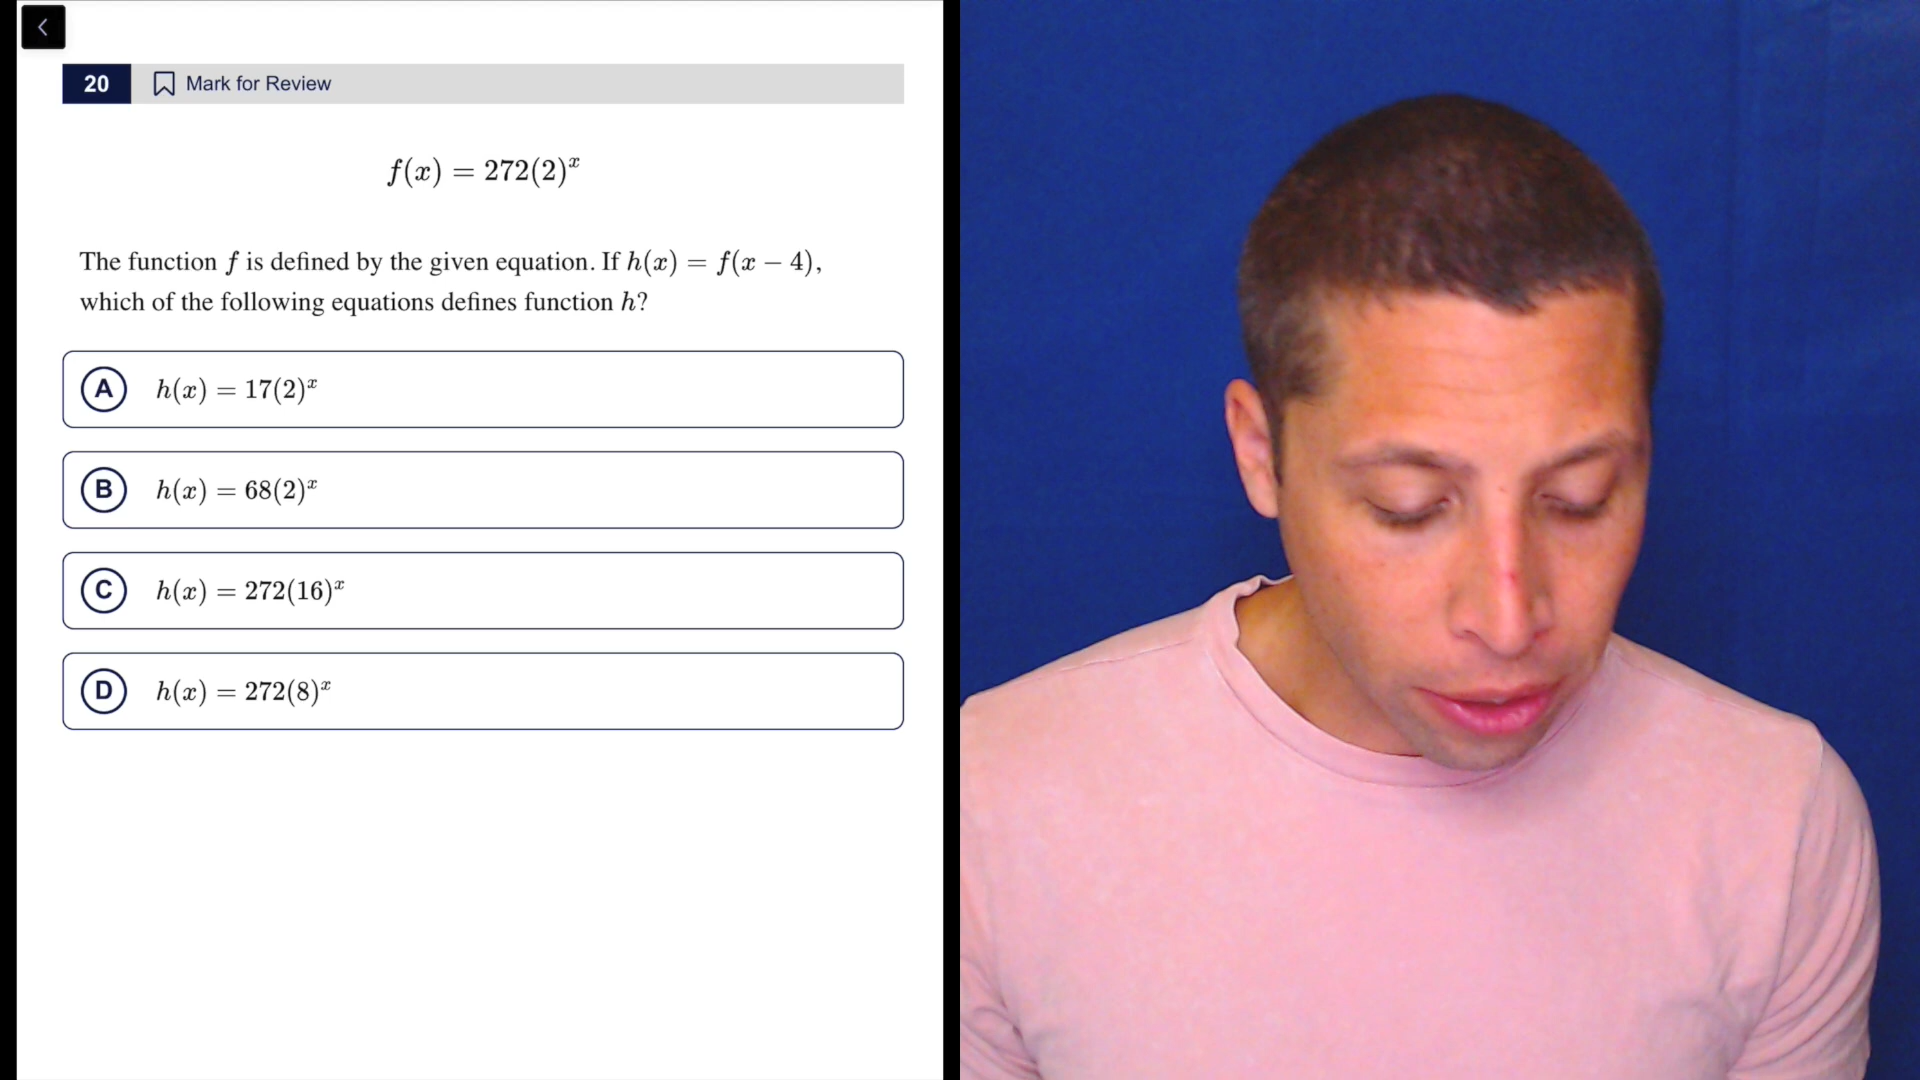 20 Mark for Review
f(x) = 272(2)ˣ
The function f is defined by the given equation. If h(x) = f(x − 4),
which of the following equations defines function h?
A h(x) = 17(2)ˣ
B h(x) = 68(2)ˣ
C h(x) = 272(16)ˣ
D h(x) = 272(8)ˣ